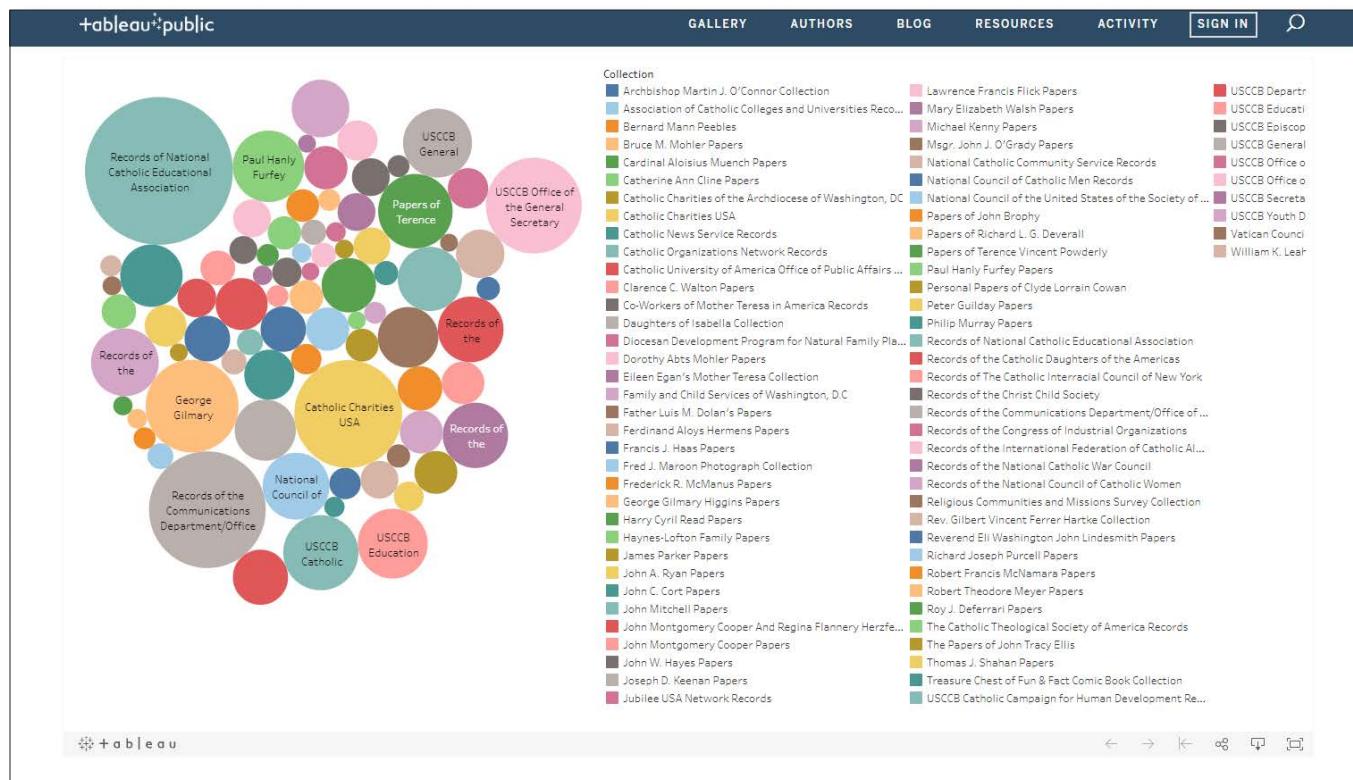 +ableau public
GALLERY AUTHORS BLOG RESOURCES ACTIVITY SIGN IN
Records of National
Catholic Educational
Association
Paul Hanly
Furfey
USCCB
General
Papers of
Terence
USCCB Office of
the General
Secretary
Records of
the
Records of
the
George
Gilmary
Catholic Charities
USA
Records of
the
National
Council of
Records of the
Communications
Department/Office
USCCB
Catholic
USCCB
Education
Collection
Archbishop Martin J. O'Connor Collection
Association of Catholic Colleges and Universities Reco...
Bernard Mann Peebles
Bruce M. Mohler Papers
Cardinal Aloisius Muench Papers
Catherine Ann Cline Papers
Catholic Charities of the Archdiocese of Washington, DC
Catholic Charities USA
Catholic News Service Records
Catholic Organizations Network Records
Catholic University of America Office of Public Affairs ...
Clarence C. Walton Papers
Co-Workers of Mother Teresa in America Records
Daughters of Isabella Collection
Diocesan Development Program for Natural Family Pla...
Dorothy Abts Mohler Papers
Eileen Egan's Mother Teresa Collection
Family and Child Services of Washington, D.C
Father Luis M. Dolan's Papers
Ferdinand Aloys Hermens Papers
Francis J. Haas Papers
Fred J. Maroon Photograph Collection
Frederick R. McManus Papers
George Gilmary Higgins Papers
Harry Cyril Read Papers
Haynes-Lofton Family Papers
James Parker Papers
John A. Ryan Papers
John C. Cort Papers
John Mitchell Papers
John Montgomery Cooper And Regina Flannery Herzfe...
John Montgomery Cooper Papers
John W. Hayes Papers
Joseph D. Keenan Papers
Jubilee USA Network Records
Lawrence Francis Flick Papers
Mary Elizabeth Walsh Papers
Michael Kenny Papers
Msgr. John J. O'Grady Papers
National Catholic Community Service Records
National Council of Catholic Men Records
National Council of the United States of the Society of ...
Papers of John Brophy
Papers of Richard L. G. Deverall
Papers of Terence Vincent Powderly
Paul Hanly Furfey Papers
Personal Papers of Clyde Lorrain Cowan
Peter Guilday Papers
Philip Murray Papers
Records of National Catholic Educational Association
Records of the Catholic Daughters of the Americas
Records of The Catholic Interracial Council of New York
Records of the Christ Child Society
Records of the Communications Department/Office of ...
Records of the Congress of Industrial Organizations
Records of the International Federation of Catholic Al...
Records of the National Catholic War Council
Records of the National Council of Catholic Women
Religious Communities and Missions Survey Collection
Rev. Gilbert Vincent Ferrer Hartke Collection
Reverend Eli Washington John Lindesmith Papers
Richard Joseph Purcell Papers
Robert Francis McNamara Papers
Robert Theodore Meyer Papers
Roy J. Deferrari Papers
The Catholic Theological Society of America Records
The Papers of John Tracy Ellis
Thomas J. Shahan Papers
Treasure Chest of Fun & Fact Comic Book Collection
USCCB Catholic Campaign for Human Development Re...
USCCB Departr
USCCB Educati
USCCB Episcop
USCCB General
USCCB Office o
USCCB Office o
USCCB Secreta
USCCB Youth D
Vatican Counci
William K. Leah
+ a b l e a u